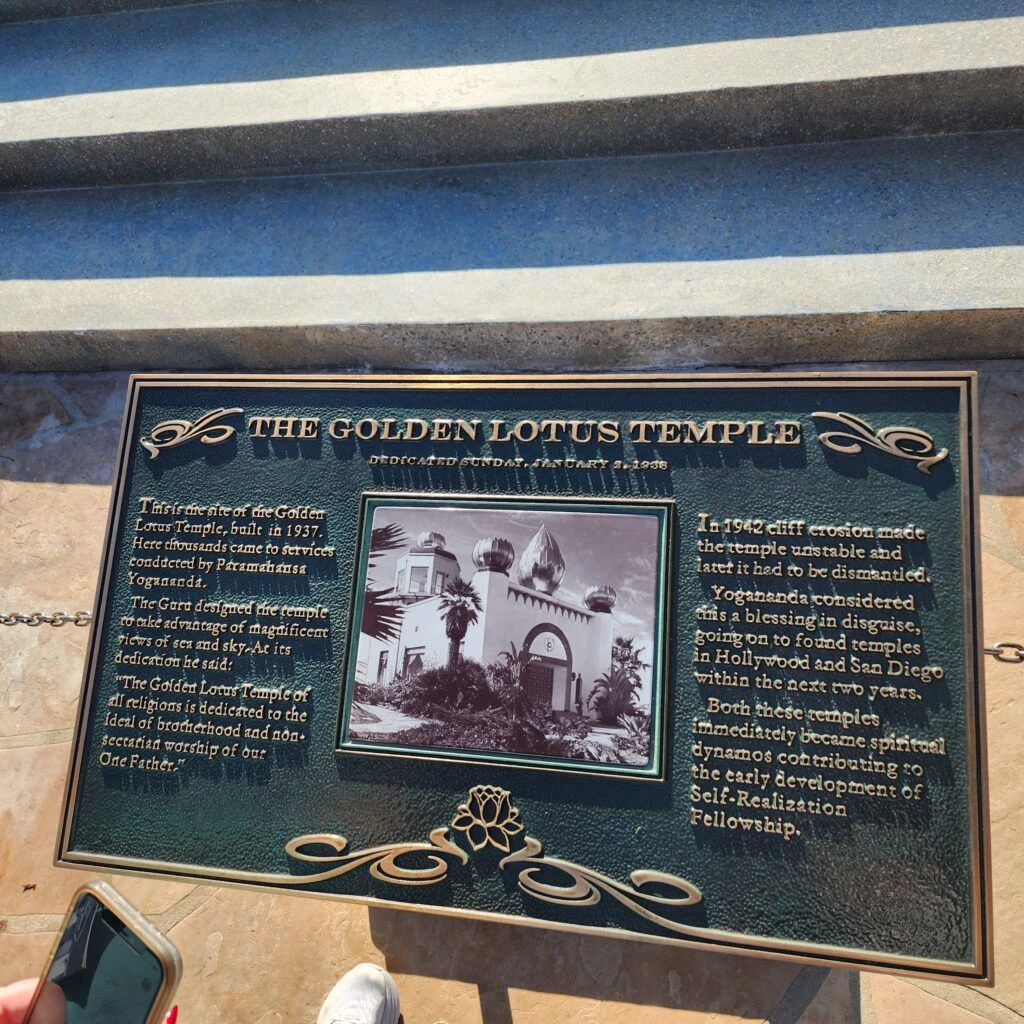 THE GOLDEN LOTUS TEMPLE
DEDICATED SUNDAY, JANUARY 2, 1938
This is the site of the Golden
Lotus Temple, built in 1937.
Here thousands came to services
conducted by Paramahansa
Yogananda.
The Guru designed the temple
to take advantage of magnificent
views of sea and sky. At its
dedication he said:
"The Golden Lotus Temple of
all religions is dedicated to the
ideal of brotherhood and non-
sectarian worship of our
One Father."
In 1942 cliff erosion made
the temple unstable and
later it had to be dismantled.
Yogananda considered
this a blessing in disguise,
going on to found temples
in Hollywood and San Diego
within the next two years.
Both these temples
immediately became spiritual
dynamos contributing to
the early development of
Self-Realization
Fellowship.